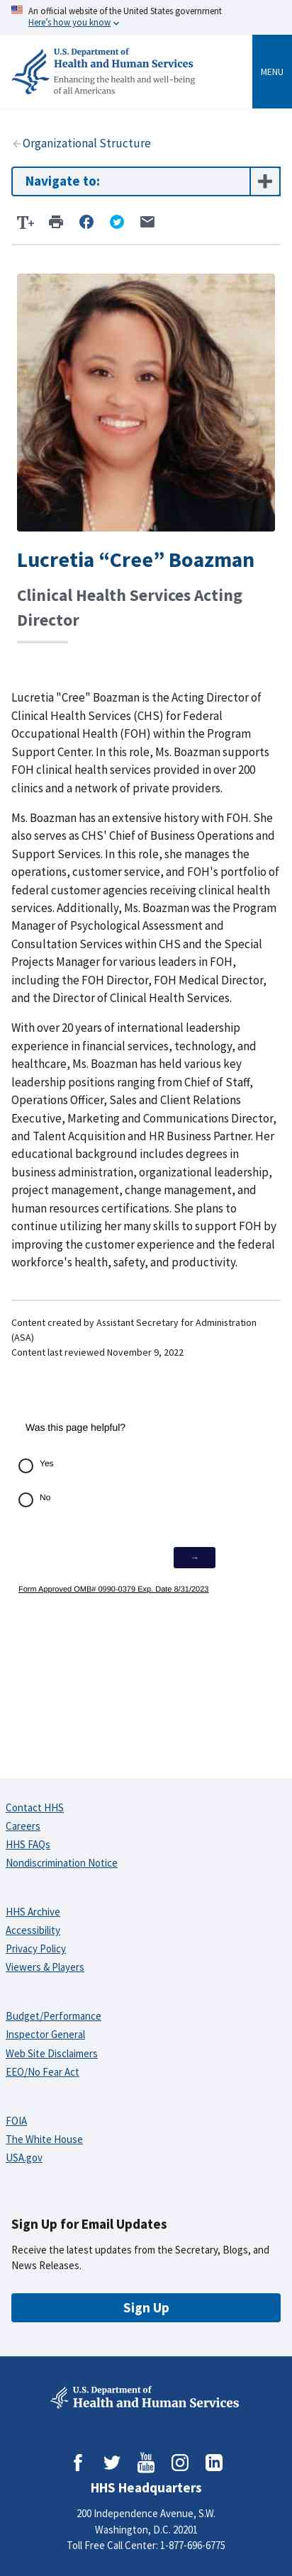 An official website of the United States government
Here's how you know
U.S. Department of
Health and Human Services
Enhancing the health and well-being
of all Americans
MENU
Organizational Structure
Navigate to:
T+
Lucretia “Cree” Boazman
Clinical Health Services Acting
Director
Lucretia "Cree" Boazman is the Acting Director of
Clinical Health Services (CHS) for Federal
Occupational Health (FOH) within the Program
Support Center. In this role, Ms. Boazman supports
FOH clinical health services provided in over 200
clinics and a network of private providers.
Ms. Boazman has an extensive history with FOH. She
also serves as CHS' Chief of Business Operations and
Support Services. In this role, she manages the
operations, customer service, and FOH's portfolio of
federal customer agencies receiving clinical health
services. Additionally, Ms. Boazman was the Program
Manager of Psychological Assessment and
Consultation Services within CHS and the Special
Projects Manager for various leaders in FOH,
including the FOH Director, FOH Medical Director,
and the Director of Clinical Health Services.
With over 20 years of international leadership
experience in financial services, technology, and
healthcare, Ms. Boazman has held various key
leadership positions ranging from Chief of Staff,
Operations Officer, Sales and Client Relations
Executive, Marketing and Communications Director,
and Talent Acquisition and HR Business Partner. Her
educational background includes degrees in
business administration, organizational leadership,
project management, change management, and
human resources certifications. She plans to
continue utilizing her many skills to support FOH by
improving the customer experience and the federal
workforce's health, safety, and productivity.
Content created by Assistant Secretary for Administration
(ASA)
Content last reviewed November 9, 2022
Was this page helpful?
Yes
No
→
Form Approved OMB# 0990-0379 Exp. Date 8/31/2023
Contact HHS
Careers
HHS FAQs
Nondiscrimination Notice
HHS Archive
Accessibility
Privacy Policy
Viewers & Players
Budget/Performance
Inspector General
Web Site Disclaimers
EEO/No Fear Act
FOIA
The White House
USA.gov
Sign Up for Email Updates
Receive the latest updates from the Secretary, Blogs, and
News Releases.
Sign Up
U.S. Department of
Health and Human Services
You
Tube
HHS Headquarters
200 Independence Avenue, S.W.
Washington, D.C. 20201
Toll Free Call Center: 1-877-696-6775